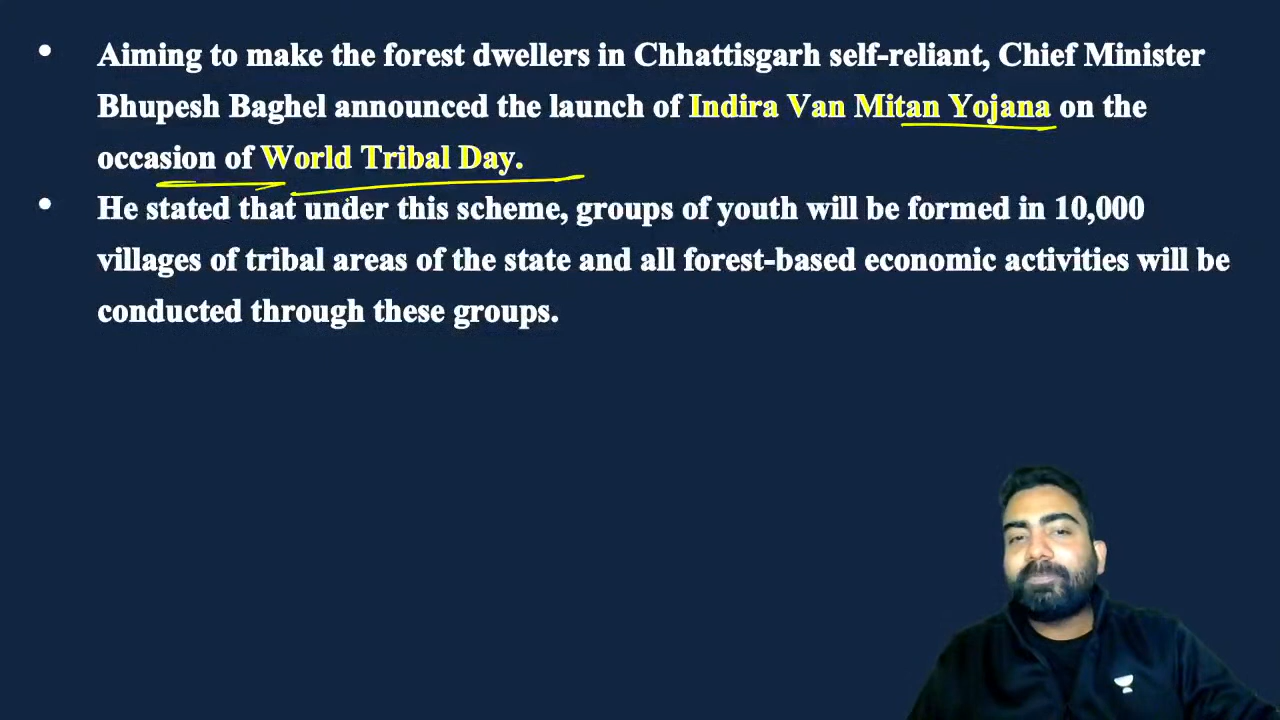 • Aiming to make the forest dwellers in Chhattisgarh self-reliant, Chief Minister
Bhupesh Baghel announced the launch of Indira Van Mitan Yojana on the
occasion of World Tribal Day.
• He stated that under this scheme, groups of youth will be formed in 10,000
villages of tribal areas of the state and all forest-based economic activities will be
conducted through these groups.